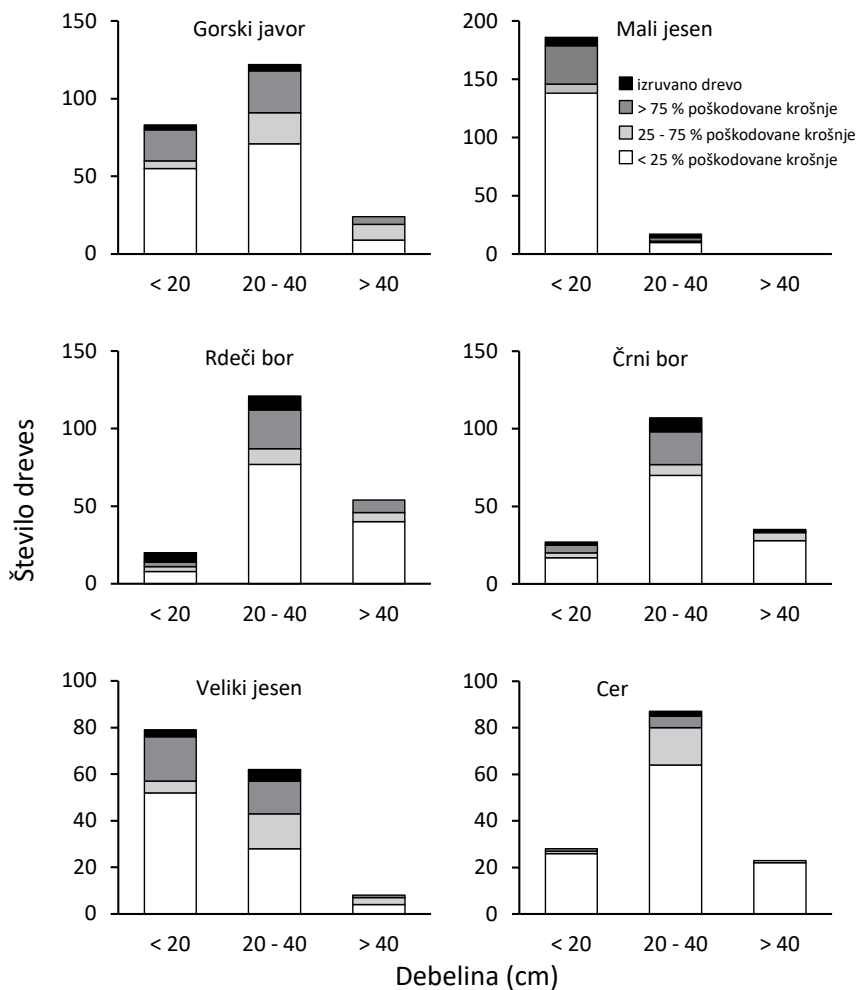 Gorski javor
150
100
50
0
< 20 20 - 40 > 40
Mali jesen
200
150
100
50
0
izruvano drevo
> 75 % poškodovane krošnje
25 - 75 % poškodovane krošnje
< 25 % poškodovane krošnje
< 20 20 - 40 > 40
Rdeči bor
150
100
50
0
< 20 20 - 40 > 40
Črni bor
150
100
50
0
< 20 20 - 40 > 40
Število dreves
Veliki jesen
100
80
60
40
20
0
< 20 20 - 40 > 40
Cer
100
80
60
40
20
0
< 20 20 - 40 > 40
Debelina (cm)